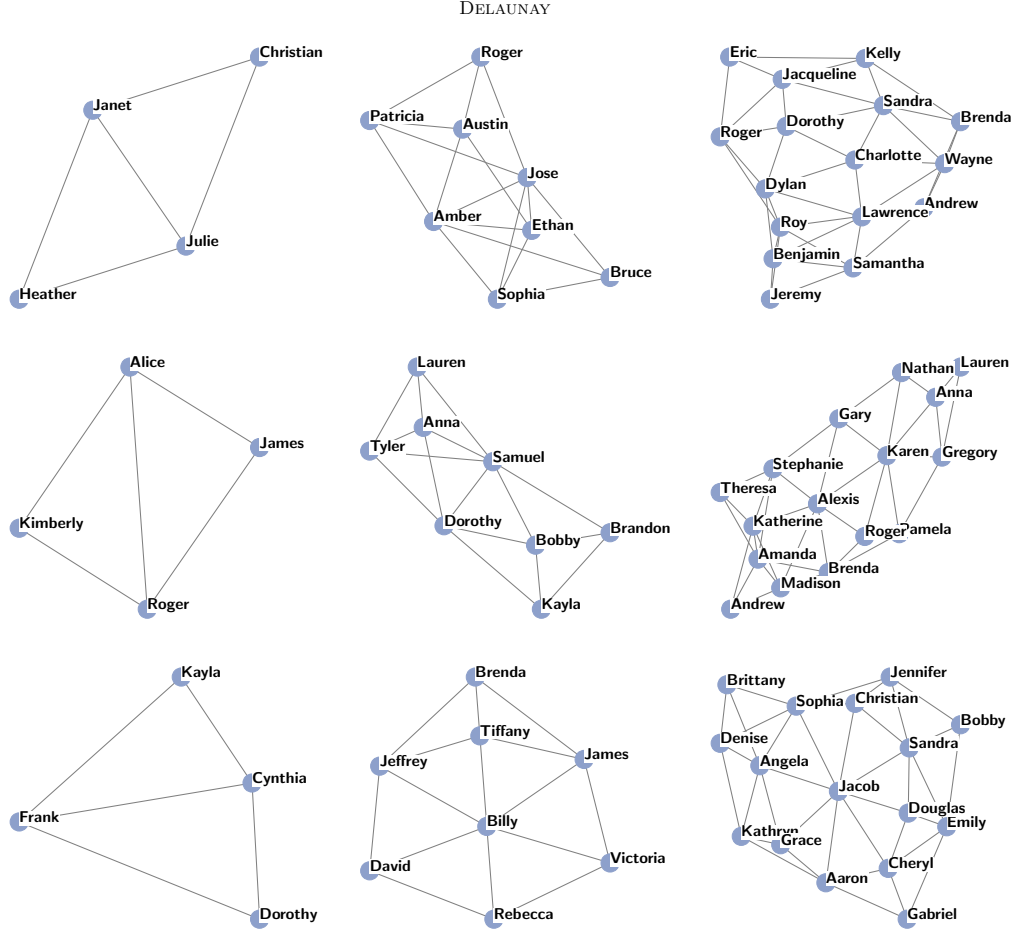 DELAUNAY
Christian
Janet
Julie
Heather
Roger
Patricia
Austin
Jose
Amber
Ethan
Bruce
Sophia
Eric
Kelly
Jacqueline
Sandra
Brenda
Dorothy
Roger
Charlotte
Wayne
Dylan
Andrew
Lawrence
Roy
Benjamin
Samantha
Jeremy
Alice
James
Kimberly
Roger
Lauren
Anna
Tyler
Samuel
Dorothy
Brandon
Bobby
Kayla
Lauren
Nathan
Anna
Gary
Karen
Gregory
Stephanie
Theresa
Alexis
Katherine
Roger
Pamela
Amanda
Brenda
Madison
Andrew
Kayla
Cynthia
Frank
Dorothy
Brenda
Tiffany
James
Jeffrey
Billy
Victoria
David
Rebecca
Jennifer
Brittany
Christian
Sophia
Bobby
Denise
Sandra
Angela
Jacob
Douglas
Emily
Kathryn
Grace
Cheryl
Aaron
Gabriel